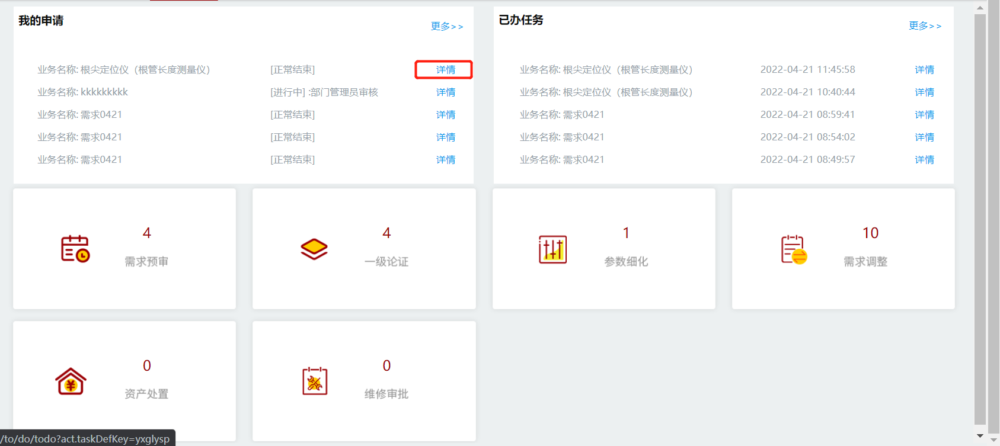 我的申请
更多>>
业务名称: 根尖定位仪（根管长度测量仪） [正常结束] 详情
业务名称: kkkkkkkkk [进行中] :部门管理员审核 详情
业务名称: 需求0421 [正常结束] 详情
业务名称: 需求0421 [正常结束] 详情
业务名称: 需求0421 [正常结束] 详情
已办任务
更多>>
业务名称: 根尖定位仪（根管长度测量仪） 2022-04-21 11:45:58 详情
业务名称: 根尖定位仪（根管长度测量仪） 2022-04-21 10:40:44 详情
业务名称: 需求0421 2022-04-21 08:59:41 详情
业务名称: 需求0421 2022-04-21 08:54:02 详情
业务名称: 需求0421 2022-04-21 08:49:57 详情
4
需求预审
4
一级论证
1
参数细化
10
需求调整
0
资产处置
0
维修审批
/to/do/todo?act.taskDefKey=yxglysp